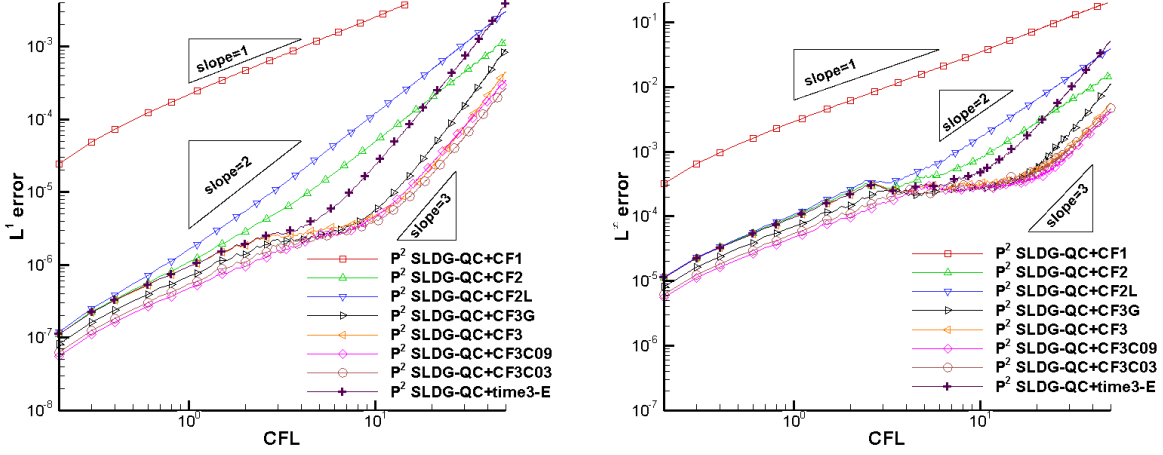 10⁻³
10⁻⁴
10⁻⁵
10⁻⁶
10⁻⁷
10⁻⁸
L¹ error
slope=1
slope=2
slope=3
P² SLDG-QC+CF1
P² SLDG-QC+CF2
P² SLDG-QC+CF2L
P² SLDG-QC+CF3G
P² SLDG-QC+CF3
P² SLDG-QC+CF3C09
P² SLDG-QC+CF3C03
P² SLDG-QC+time3-E
10⁰
10¹
CFL
10⁻¹
10⁻²
10⁻³
10⁻⁴
10⁻⁵
10⁻⁶
10⁻⁷
L^∞ error
slope=1
slope=2
slope=3
P² SLDG-QC+CF1
P² SLDG-QC+CF2
P² SLDG-QC+CF2L
P² SLDG-QC+CF3G
P² SLDG-QC+CF3
P² SLDG-QC+CF3C09
P² SLDG-QC+CF3C03
P² SLDG-QC+time3-E
10⁰
10¹
CFL